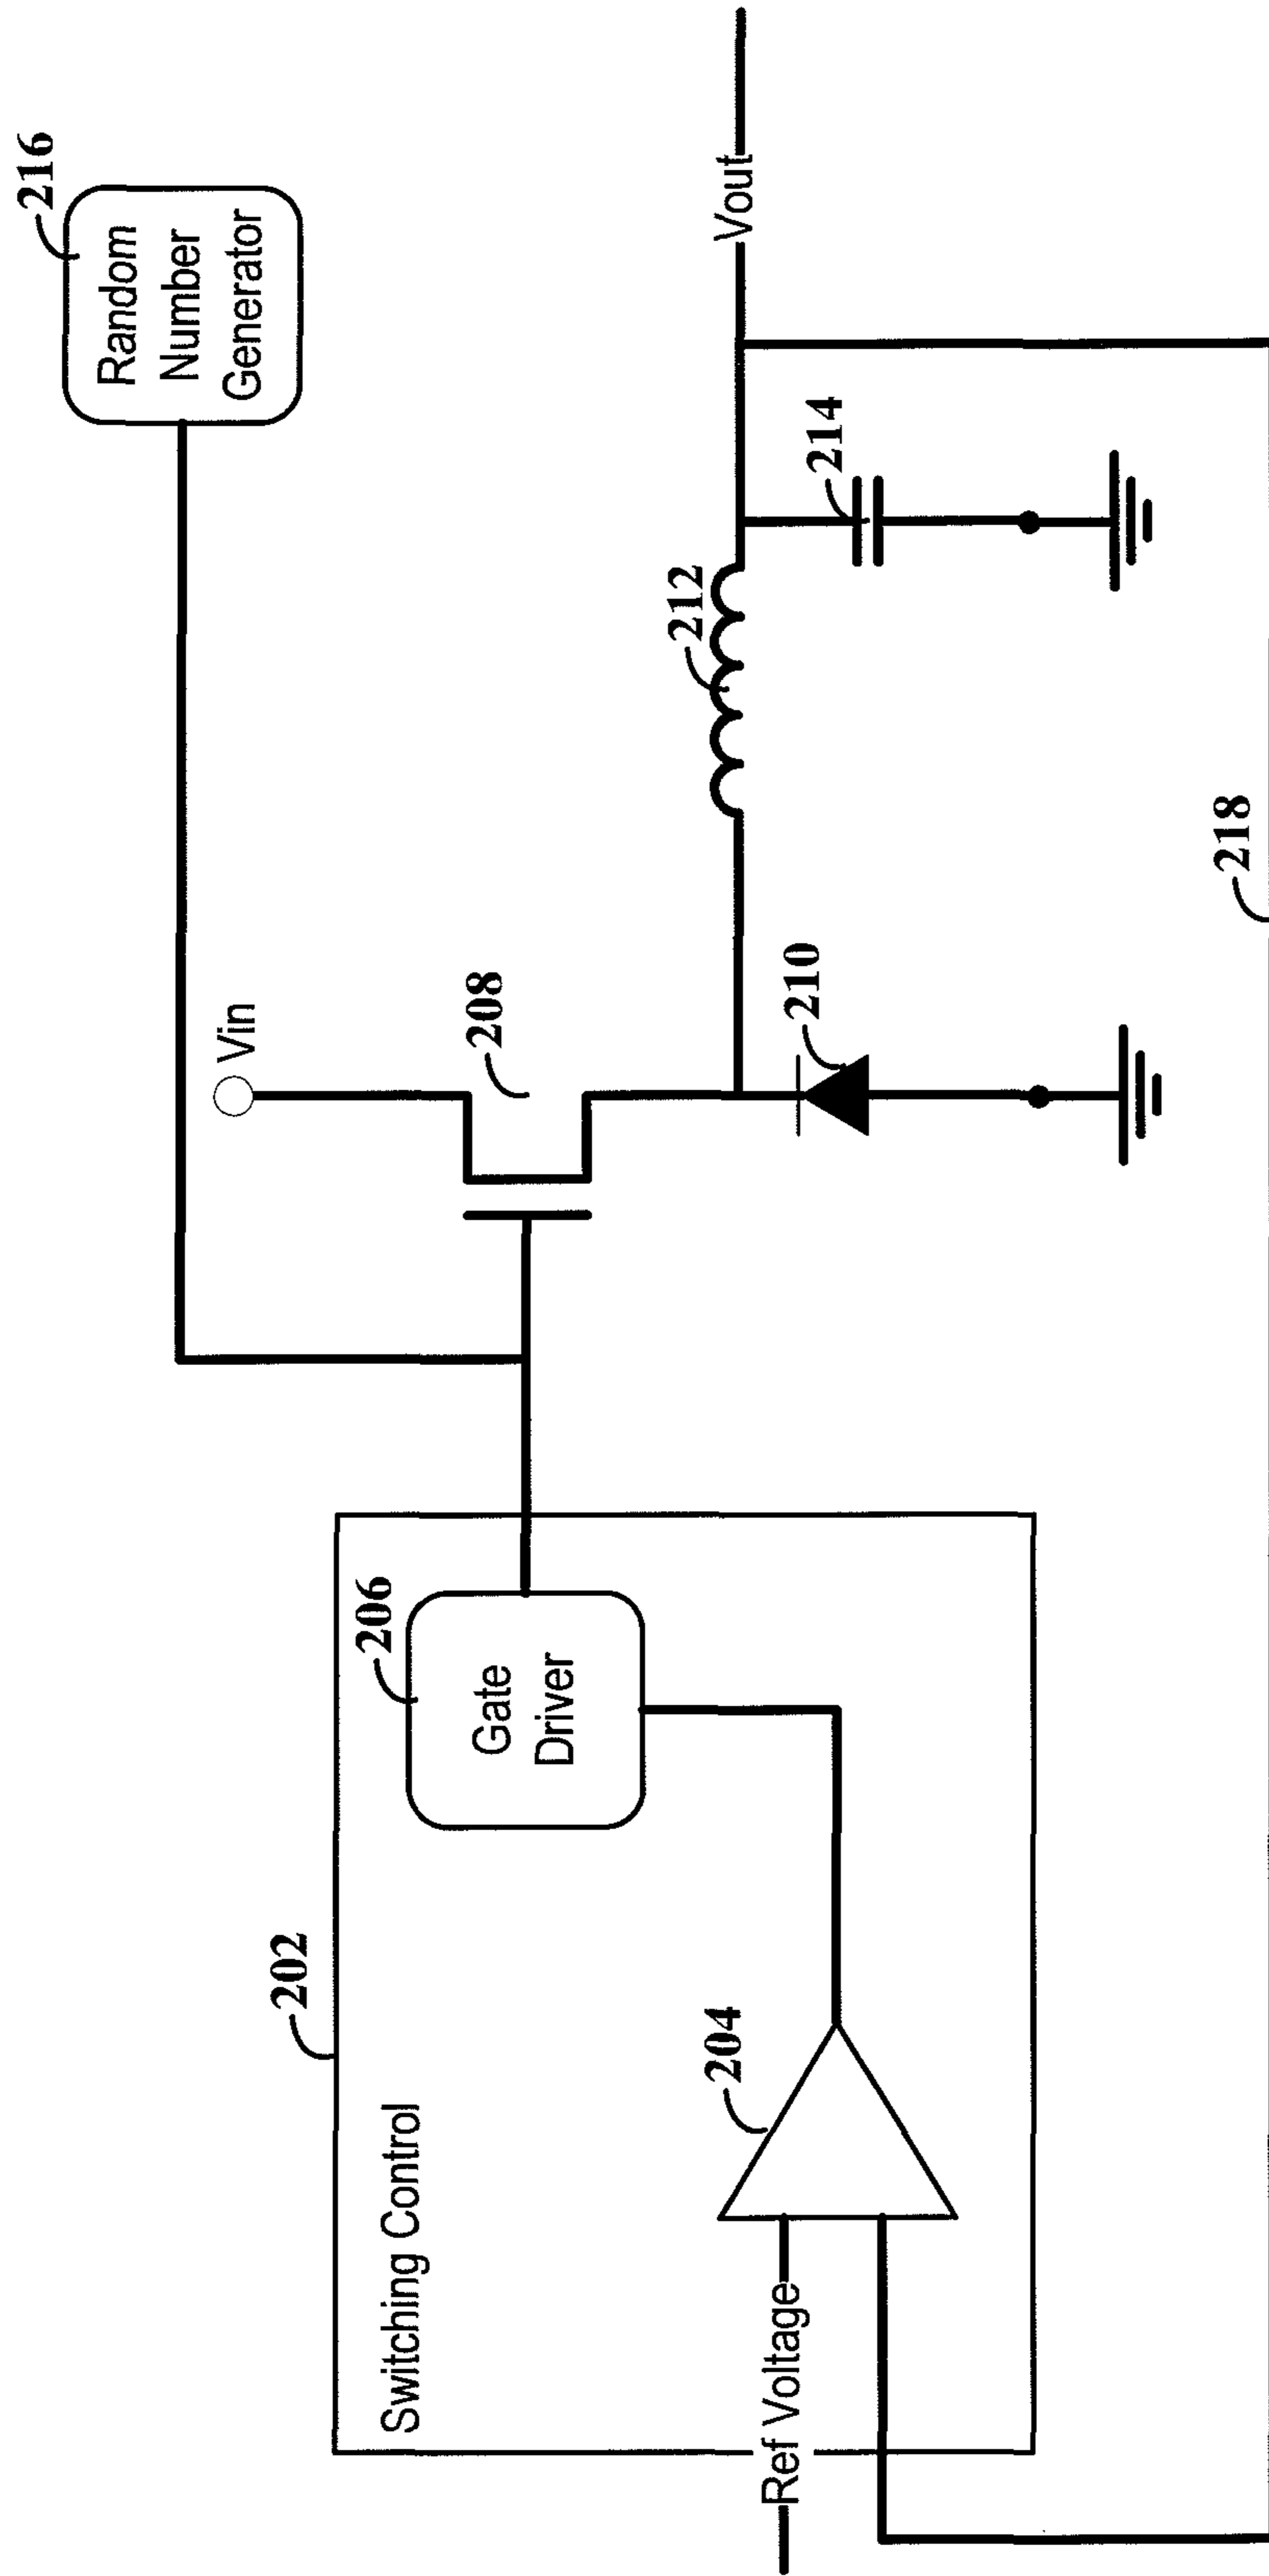 216
Random
Number
Generator
Vin
208
Vout
212
214
210
218
202
Switching Control
206
Gate
Driver
204
Ref Voltage